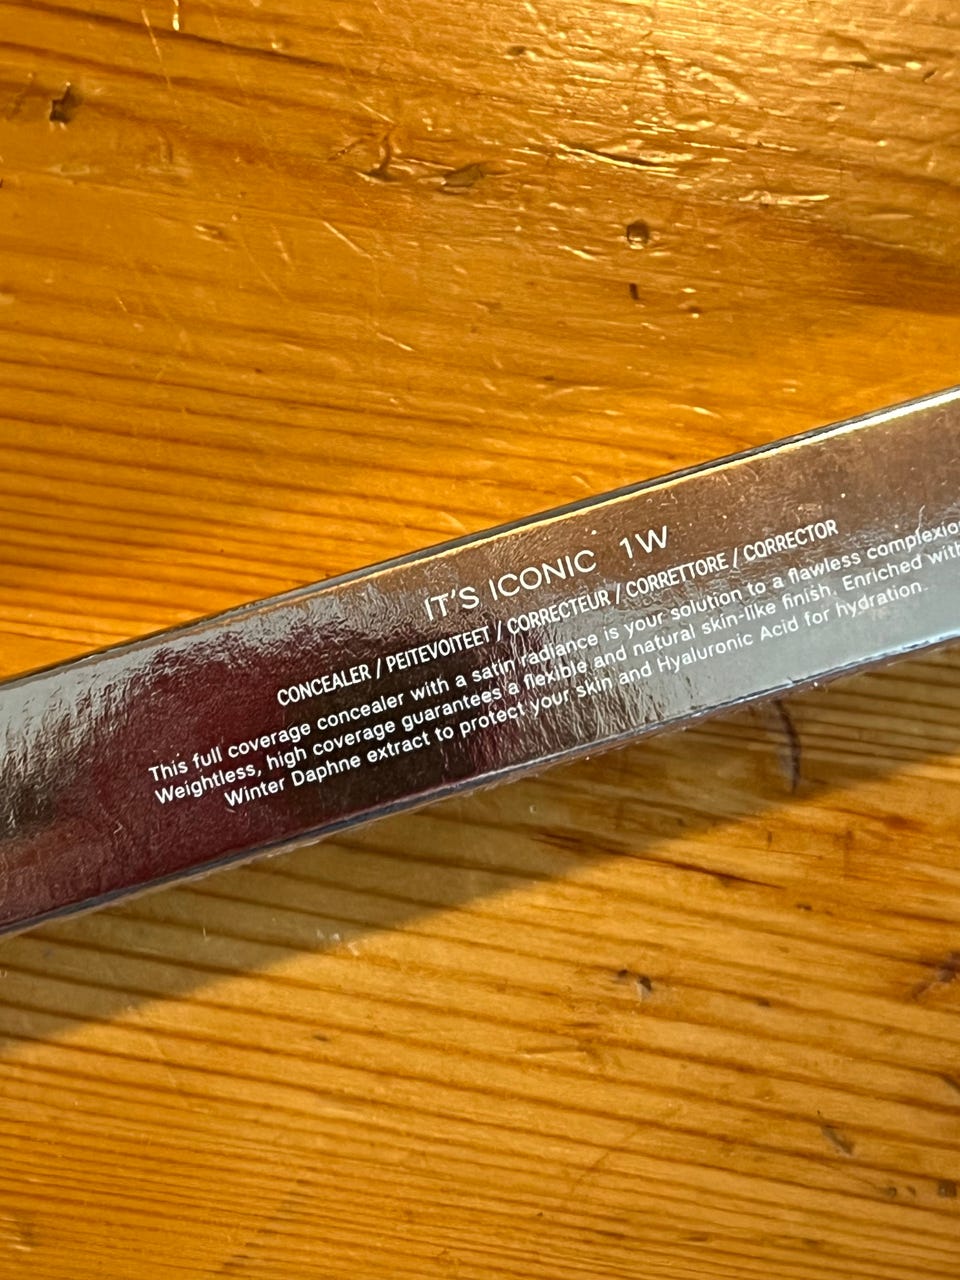 IT'S ICONIC 1W
CONCEALER / PEITEVOITEET / CORRECTEUR / CORRETTORE / CORRECTOR
This full coverage concealer with a satin radiance is your solution to a flawless
Weightless, high coverage guarantees a flexible and natural skin-like finish. Enriched with
Winter Daphne extract to protect your skin and Hyaluronic Acid for hydration.